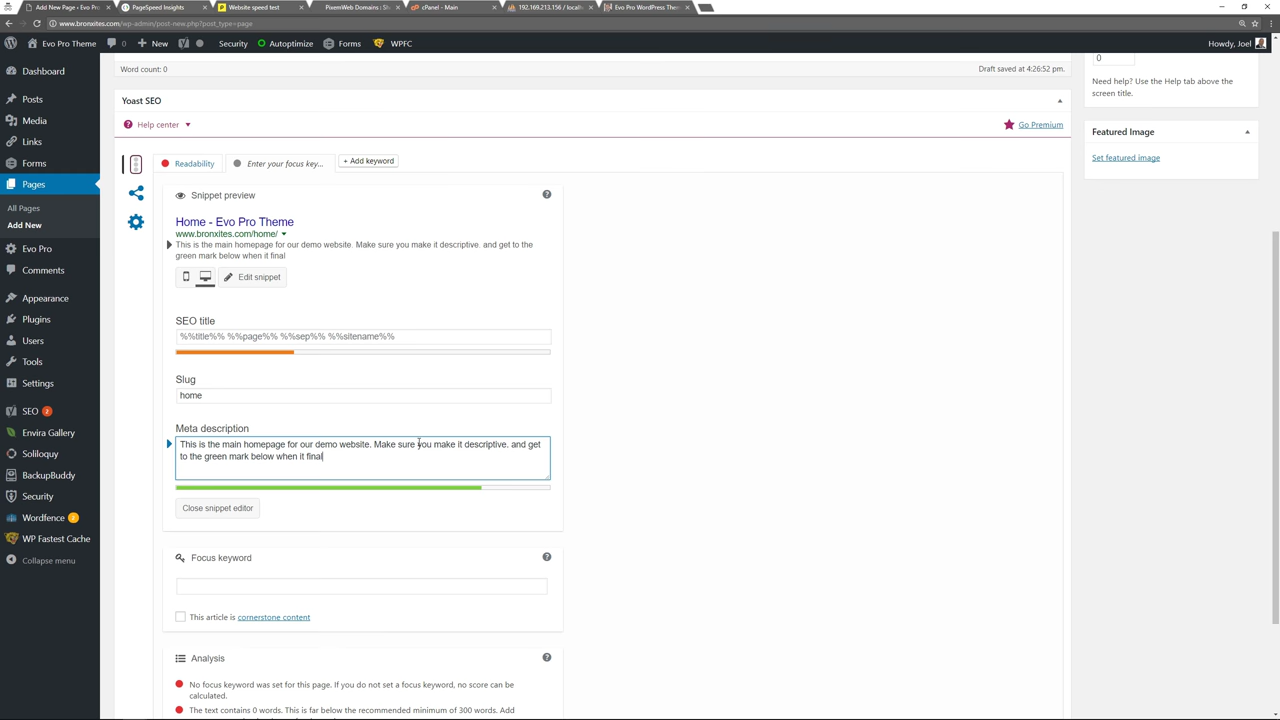 Add New Page ‹ Evo Pro
PageSpeed Insights
Website speed test
PixemWeb Domains : Sh
cPanel - Main
192.169.213.156 / localh
Evo Pro WordPress Them
www.bronxites.com/wp-admin/post-new.php?post_type=page
Evo Pro Theme
0
New
Security
Autoptimize
Forms
WPFC
Howdy, Joel
Dashboard
Posts
Media
Links
Forms
Pages
All Pages
Add New
Evo Pro
Comments
Appearance
Plugins
Users
Tools
Settings
SEO 2
Envira Gallery
Soliloquy
BackupBuddy
Security
Wordfence 2
WP Fastest Cache
Collapse menu
Word count: 0
Draft saved at 4:26:52 pm.
Yoast SEO
Help center
Go Premium
Readability
Enter your focus key...
+ Add keyword
Snippet preview
Home - Evo Pro Theme
www.bronxites.com/home/
This is the main homepage for our demo website. Make sure you make it descriptive. and get to the
green mark below when it final
Edit snippet
SEO title
%%title%% %%page%% %%sep%% %%sitename%%
Slug
home
Meta description
This is the main homepage for our demo website. Make sure you make it descriptive. and get
to the green mark below when it final
Close snippet editor
Focus keyword
This article is cornerstone content
Analysis
No focus keyword was set for this page. If you do not set a focus keyword, no score can be
calculated.
The text contains 0 words. This is far below the recommended minimum of 300 words. Add
0
Need help? Use the Help tab above the
screen title.
Featured Image
Set featured image